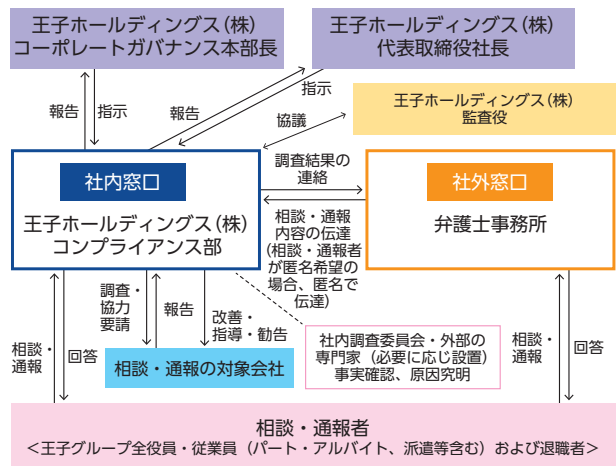 王子ホールディングス(株)
コーポレートガバナンス本部長
王子ホールディングス(株)
代表取締役社長
報告
指示
報告
指示
協議
王子ホールディングス(株)
監査役
社内窓口
王子ホールディングス(株)
コンプライアンス部
調査結果の
連絡
相談・通報
内容の伝達
(相談・通報者
が匿名希望の
場合、匿名で
伝達)
社外窓口
弁護士事務所
調査・
協力
要請
報告
改善・
指導・勧告
相談・
通報
回答
相談・通報の対象会社
社内調査委員会・外部の
専門家(必要に応じ設置)
事実確認、原因究明
相談・
通報
回答
相談・通報者
<王子グループ全役員・従業員(パート・アルバイト、派遣等含む)および退職者>